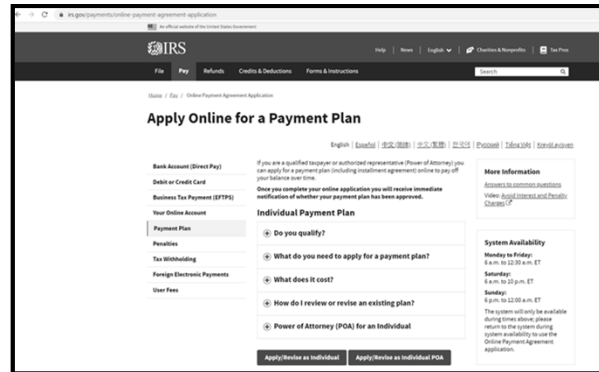 irs.gov/payments/online-payment-agreement-application
An official website of the United States Government
IRS
Help | News | English | Charities & Nonprofits | Tax Pros
File Pay Refunds Credits & Deductions Forms & Instructions Search
Home / Pay / Online Payment Agreement Application
Apply Online for a Payment Plan
English | Español | 中文 (简体) | 中文 (繁體) | 한국어 | Русский | Tiếng Việt | Kreyòl ayisyen
Bank Account (Direct Pay)
Debit or Credit Card
Business Tax Payment (EFTPS)
Your Online Account
Payment Plan
Penalties
Tax Withholding
Foreign Electronic Payments
User Fees
If you are a qualified taxpayer or authorized representative (Power of Attorney) you
can apply for a payment plan (including installment agreement) online to pay off
your balance over time.
Once you complete your online application you will receive immediate
notification of whether your payment plan has been approved.
Individual Payment Plan
Do you qualify?
What do you need to apply for a payment plan?
What does it cost?
How do I review or revise an existing plan?
Power of Attorney (POA) for an Individual
Apply/Revise as Individual
Apply/Revise as Individual POA
More Information
Answers to common questions
Video: Avoid Interest and Penalty
Charges
System Availability
Monday to Friday:
6 a.m. to 12:30 a.m. ET
Saturday:
6 a.m. to 10 p.m. ET
Sunday:
6 p.m. to 12:00 a.m. ET
The system will only be available
during times above; please
return to the system during
system availability to use the
Online Payment Agreement
application.